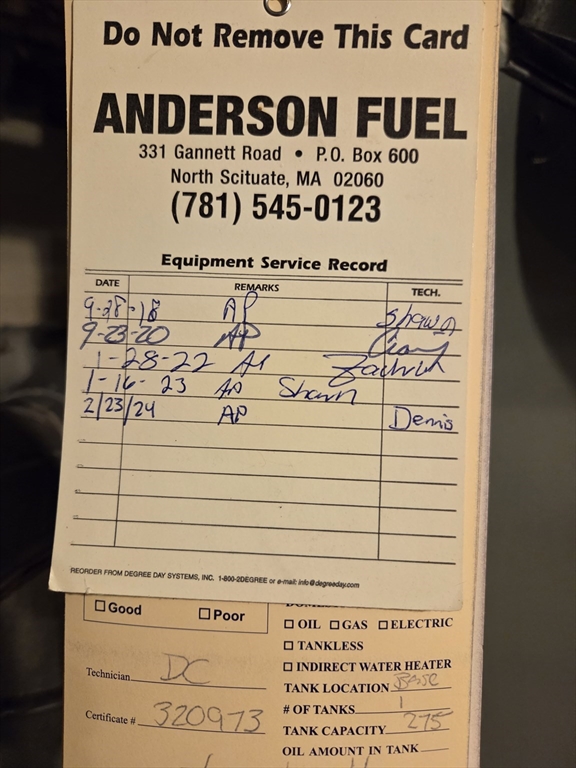 Do Not Remove This Card
ANDERSON FUEL
331 Gannett Road • P.O. Box 600
North Scituate, MA 02060
(781) 545-0123
Equipment Service Record
DATE REMARKS TECH.
9-28-18 AP Shawn
9-23-20 AP
1-28-22
1-16-23 AP Shawn
2/23/24 AP Dennis
REORDER FROM DEGREE DAY SYSTEMS, INC. 1-800-2DEGREE or e-mail: info@degreeday.com
☐ Good ☐ Poor
☐ OIL ☐ GAS ☐ ELECTRIC
☐ TANKLESS
☐ INDIRECT WATER HEATER
Technician DC
TANK LOCATION Base
# OF TANKS 1
Certificate # 320973
TANK CAPACITY 275
OIL AMOUNT IN TANK